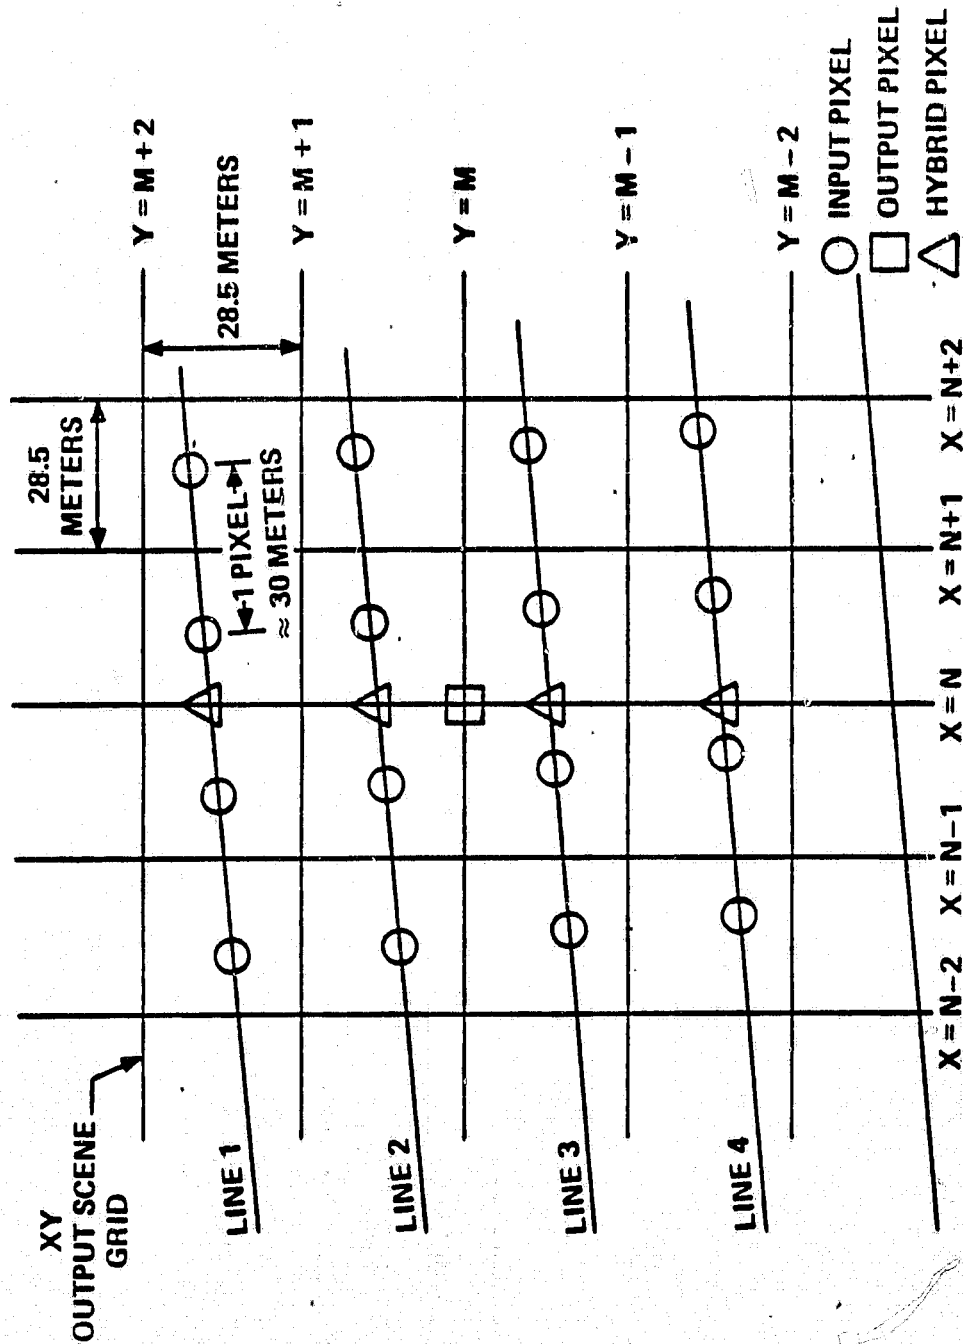 XY
OUTPUT SCENE
GRID
28.5
METERS
28.5 METERS
1 PIXEL
≈ 30 METERS
LINE 1
LINE 2
LINE 3
LINE 4
Y = M + 2
Y = M + 1
Y = M
Y = M − 1
Y = M − 2
X = N−2
X = N−1
X = N
X = N+1
X = N+2
INPUT PIXEL
OUTPUT PIXEL
HYBRID PIXEL